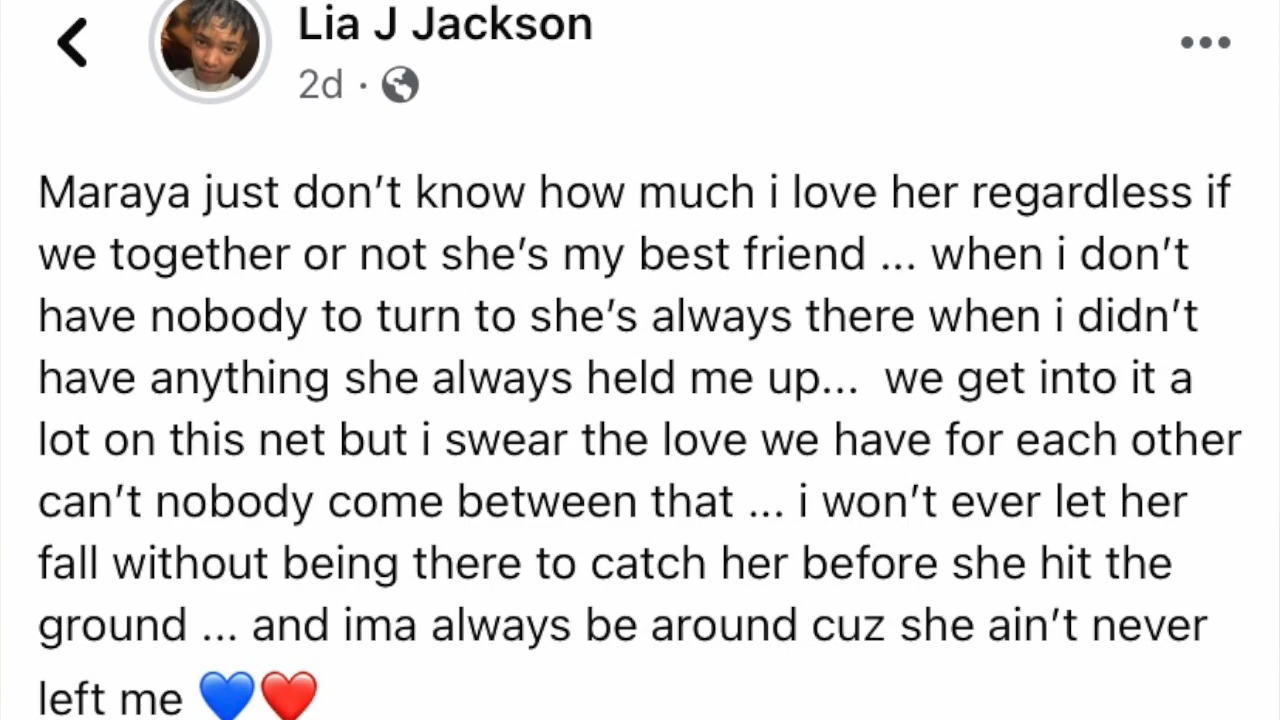 Lia J Jackson
2d ·
Maraya just don’t know how much i love her regardless if
we together or not she’s my best friend ... when i don’t
have nobody to turn to she’s always there when i didn’t
have anything she always held me up...  we get into it a
lot on this net but i swear the love we have for each other
can’t nobody come between that ... i won’t ever let her
fall without being there to catch her before she hit the
ground ... and ima always be around cuz she ain’t never
left me 💙❤️